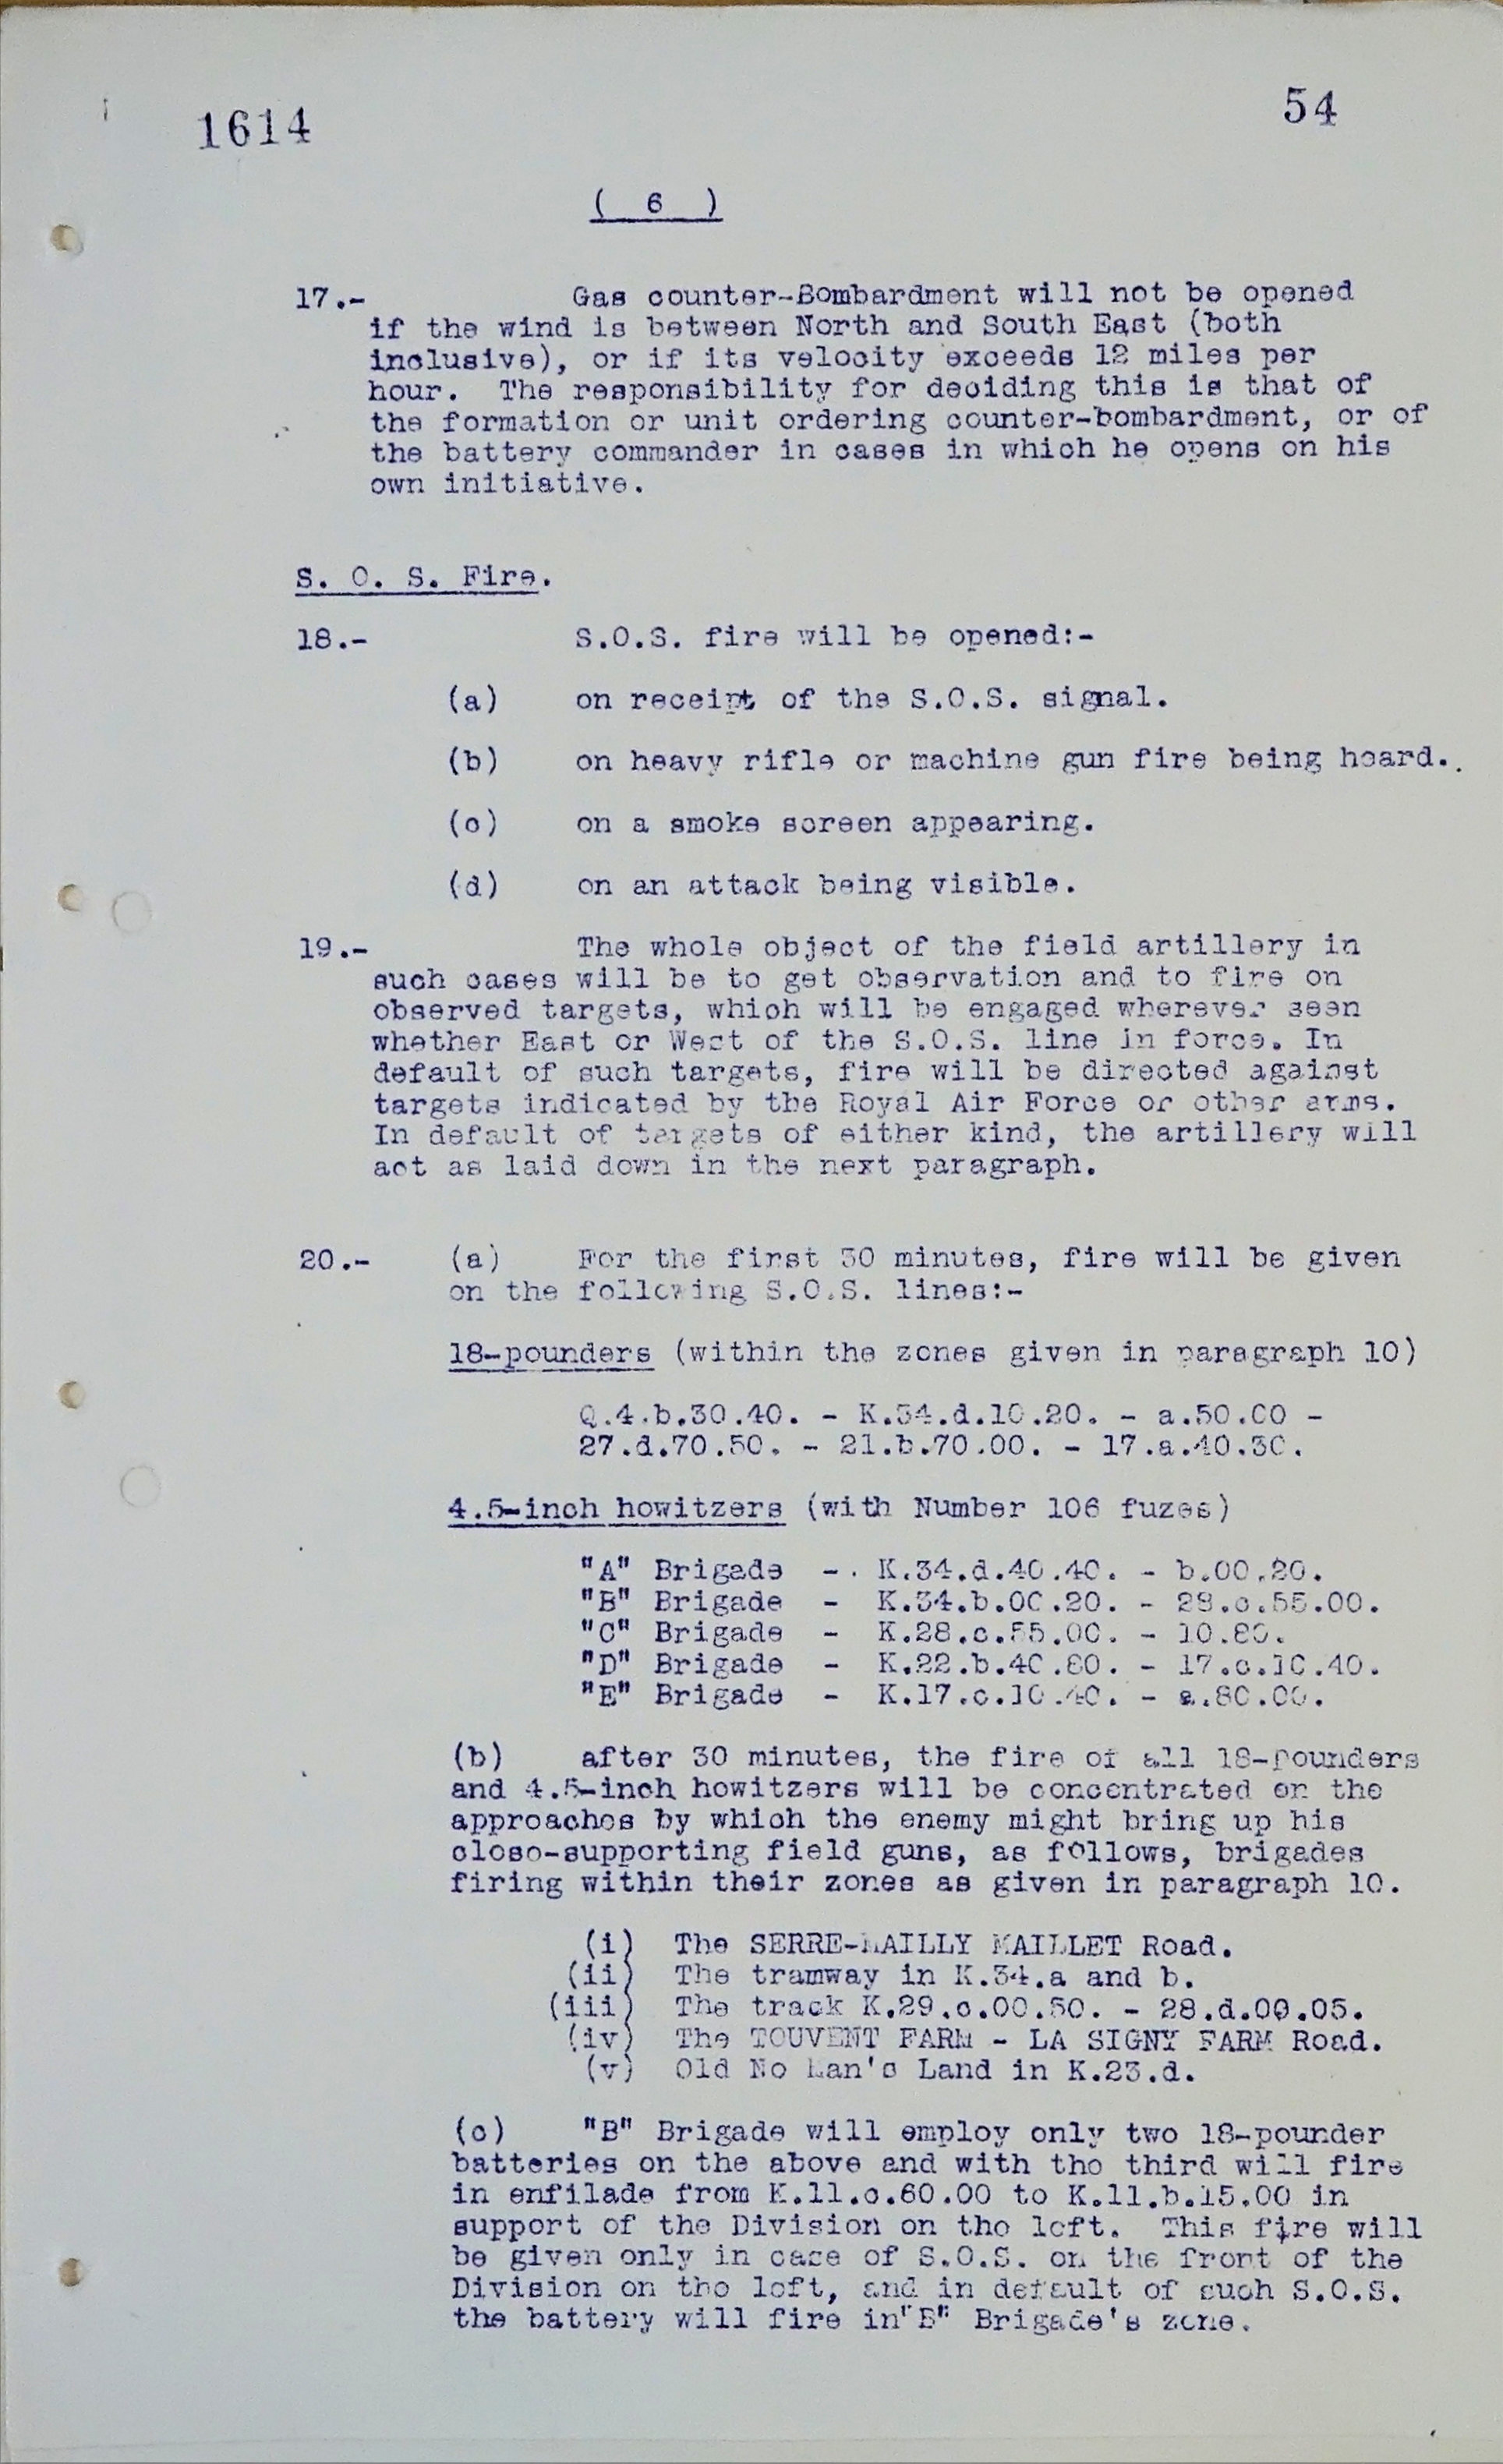 1614
54
( 6 )
17.- Gas counter-Bombardment will not be opened
if the wind is between North and South East (both
inclusive), or if its velocity exceeds 12 miles per
hour. The responsibility for deciding this is that of
the formation or unit ordering counter-bombardment, or of
the battery commander in cases in which he opens on his
own initiative.
S. O. S. Fire.
18.- S.O.S. fire will be opened:-
(a) on receipt of the S.O.S. signal.
(b) on heavy rifle or machine gun fire being heard..
(c) on a smoke screen appearing.
(d) on an attack being visible.
19.- The whole object of the field artillery in
such cases will be to get observation and to fire on
observed targets, which will be engaged wherever seen
whether East or West of the S.O.S. line in force. In
default of such targets, fire will be directed against
targets indicated by the Royal Air Force or other arms.
In default of targets of either kind, the artillery will
act as laid down in the next paragraph.
20.- (a) For the first 30 minutes, fire will be given
on the following S.O.S. lines:-
18-pounders (within the zones given in paragraph 10)
Q.4.b.30.40. - K.34.d.10.20. - a.50.00 -
27.d.70.50. - 21.b.70.00. - 17.a.40.30.
4.5-inch howitzers (with Number 106 fuzes)
"A" Brigade - K.34.d.40.40. - b.00.20.
"B" Brigade - K.34.b.00.20. - 28.c.55.00.
"C" Brigade - K.28.c.55.00. - 10.80.
"D" Brigade - K.22.b.40.80. - 17.c.10.40.
"E" Brigade - K.17.c.10.40. - a.80.00.
(b) after 30 minutes, the fire of all 18-pounders
and 4.5-inch howitzers will be concentrated on the
approaches by which the enemy might bring up his
close-supporting field guns, as follows, brigades
firing within their zones as given in paragraph 10.
(i) The SERRE-MAILLY MAILLET Road.
(ii) The tramway in K.34.a and b.
(iii) The track K.29.c.00.50. - 28.d.00.05.
(iv) The TOUVENT FARM - LA SIGNY FARM Road.
(v) Old No Man's Land in K.23.d.
(c) "B" Brigade will employ only two 18-pounder
batteries on the above and with the third will fire
in enfilade from K.11.c.60.00 to K.11.b.15.00 in
support of the Division on the left. This fire will
be given only in case of S.O.S. on the front of the
Division on the left, and in default of such S.O.S.
the battery will fire in"B" Brigade's zone.